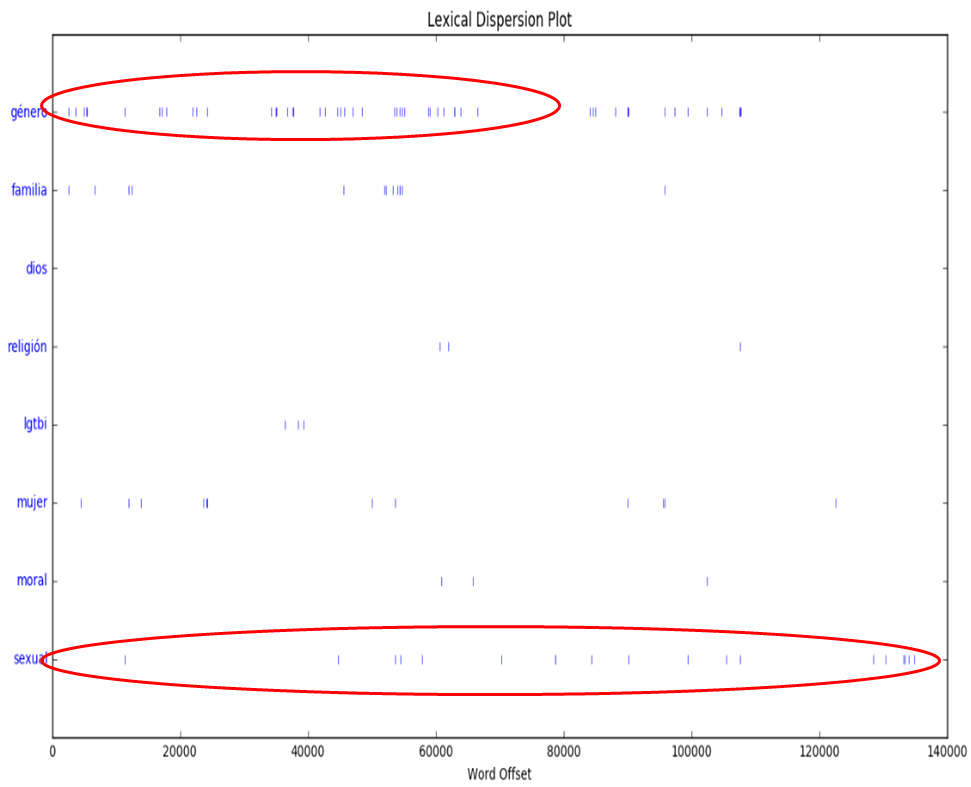 Lexical Dispersion Plot
género
familia
dios
religión
lgtbi
mujer
moral
sexual
0 20000 40000 60000 80000 100000 120000 140000
Word Offset